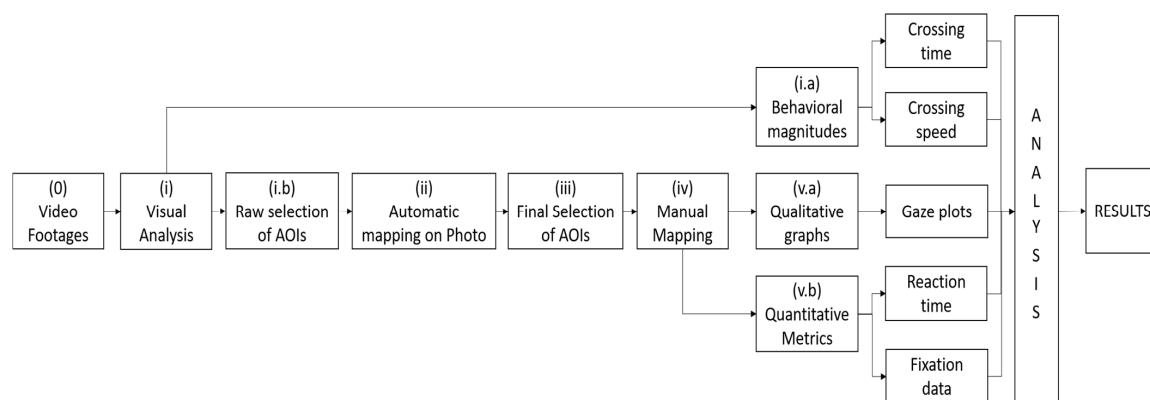 Crossing
time
(i.a)
Behavioral
magnitudes
Crossing
speed
(0)
Video
Footages
(i)
Visual
Analysis
(i.b)
Raw selection
of AOIs
(ii)
Automatic
mapping on Photo
(iii)
Final Selection
of AOIs
(iv)
Manual
Mapping
(v.a)
Qualitative
graphs
Gaze plots
(v.b)
Quantitative
Metrics
Reaction
time
Fixation
data
A
N
A
L
Y
S
I
S
RESULTS